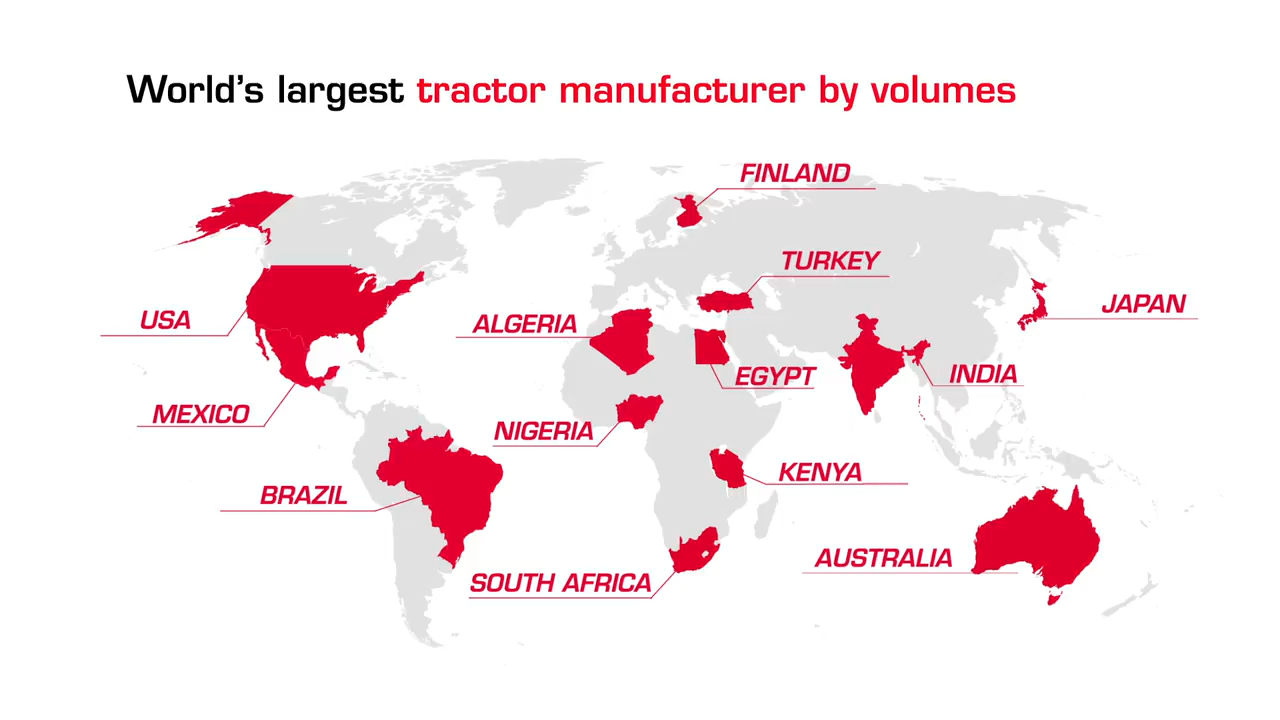 World's largest tractor manufacturer by volumes
FINLAND
TURKEY
USA
ALGERIA
JAPAN
EGYPT
INDIA
MEXICO
NIGERIA
KENYA
BRAZIL
AUSTRALIA
SOUTH AFRICA